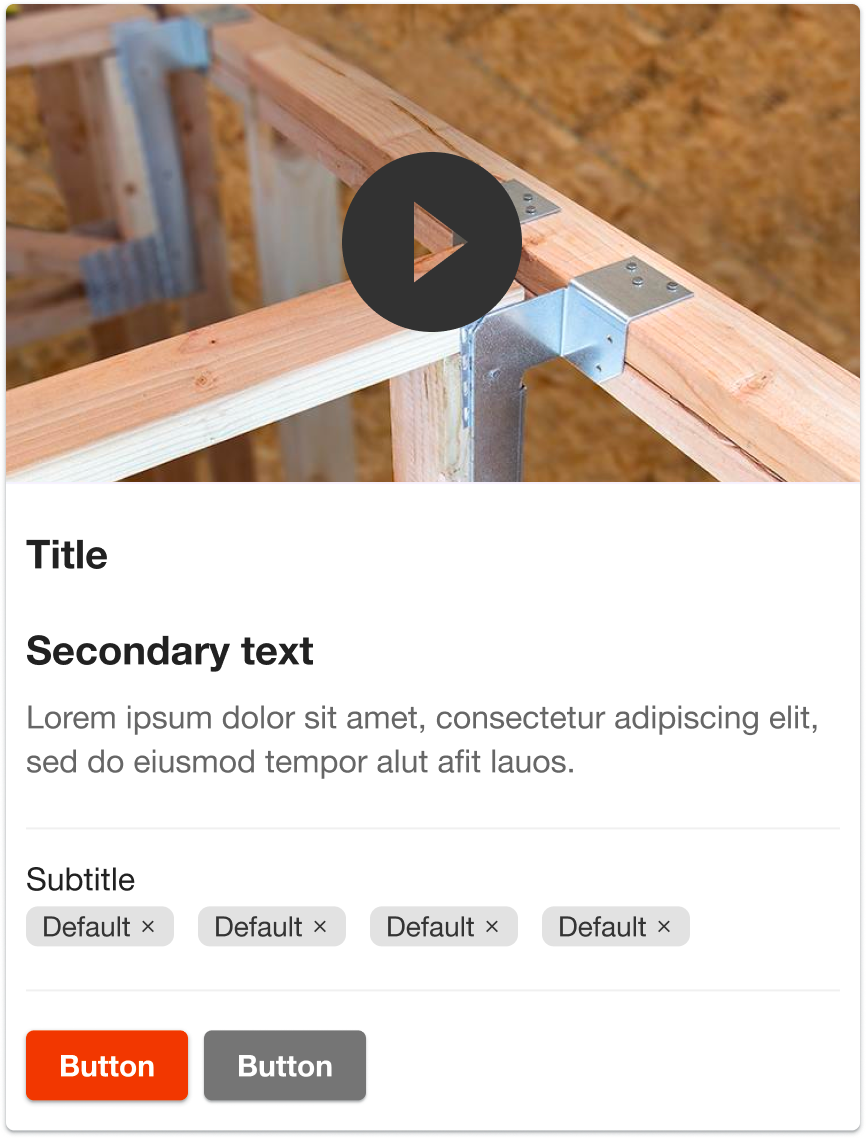 Title
Secondary text
Lorem ipsum dolor sit amet, consectetur adipiscing elit,
sed do eiusmod tempor alut afit lauos.
Subtitle
Default × Default × Default × Default ×
Button Button